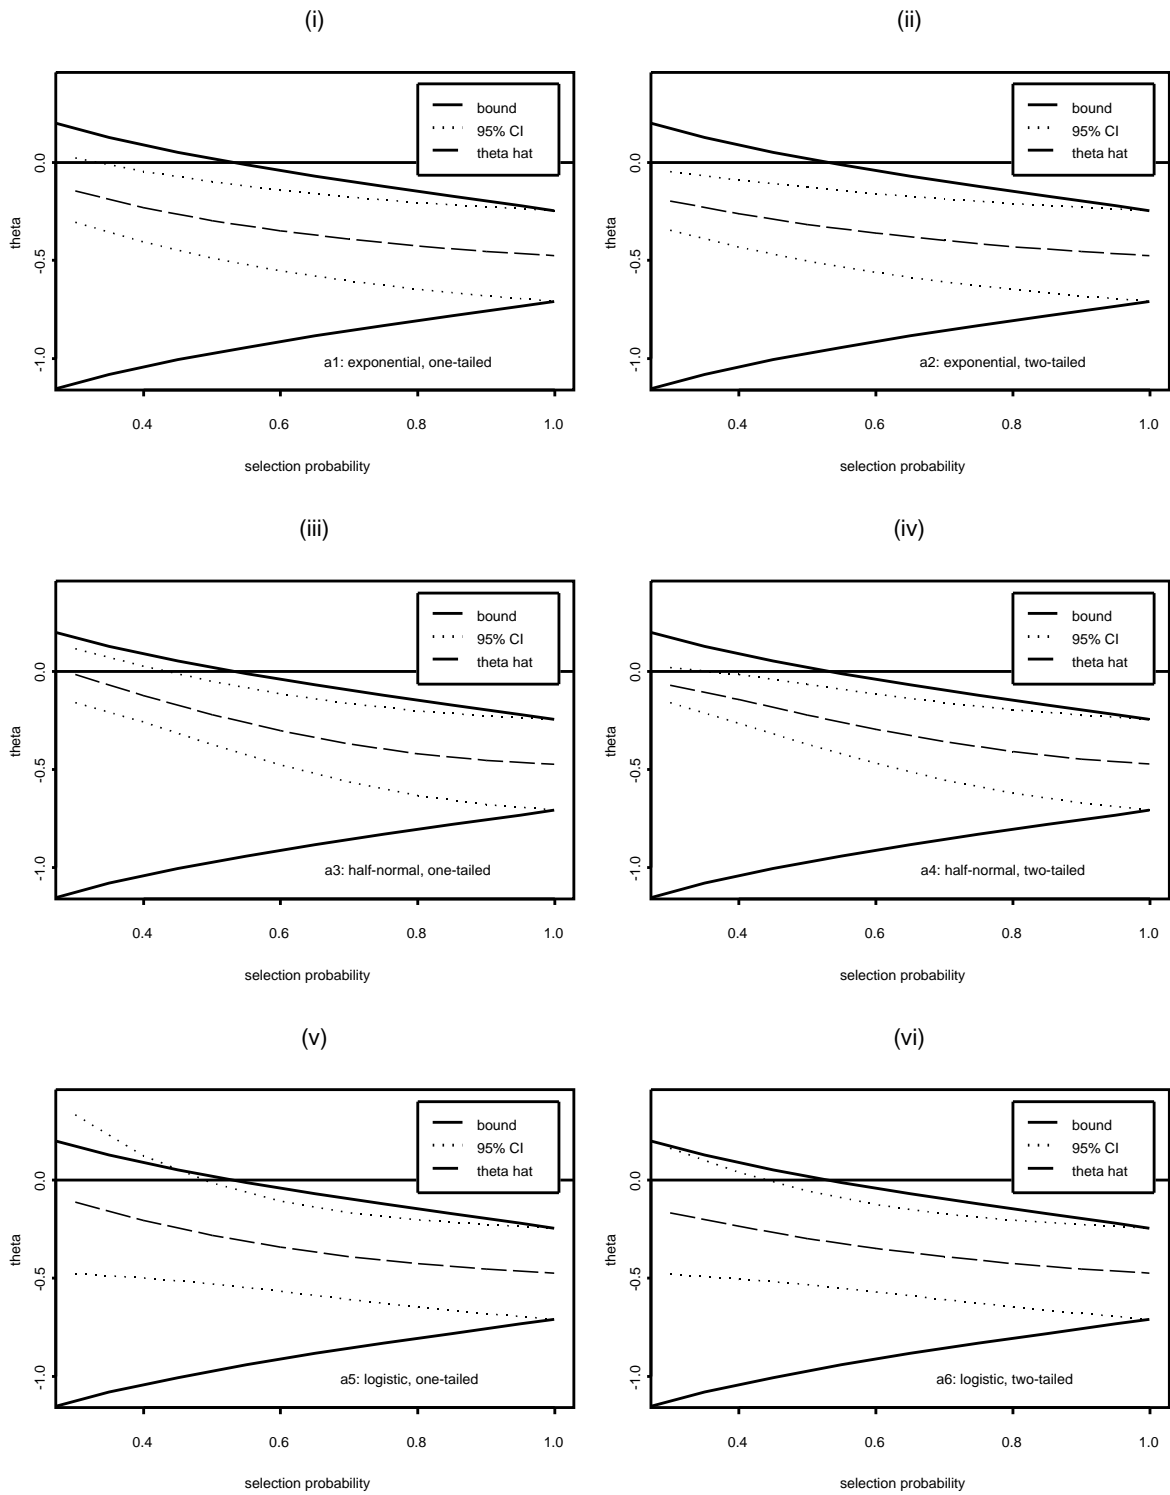 (i)
bound
95% CI
theta hat
0.0
-0.5
-1.0
theta
a1: exponential, one-tailed
0.4 0.6 0.8 1.0
selection probability
(ii)
bound
95% CI
theta hat
0.0
-0.5
-1.0
theta
a2: exponential, two-tailed
0.4 0.6 0.8 1.0
selection probability
(iii)
bound
95% CI
theta hat
0.0
-0.5
-1.0
theta
a3: half-normal, one-tailed
0.4 0.6 0.8 1.0
selection probability
(iv)
bound
95% CI
theta hat
0.0
-0.5
-1.0
theta
a4: half-normal, two-tailed
0.4 0.6 0.8 1.0
selection probability
(v)
bound
95% CI
theta hat
0.0
-0.5
-1.0
theta
a5: logistic, one-tailed
0.4 0.6 0.8 1.0
selection probability
(vi)
bound
95% CI
theta hat
0.0
-0.5
-1.0
theta
a6: logistic, two-tailed
0.4 0.6 0.8 1.0
selection probability